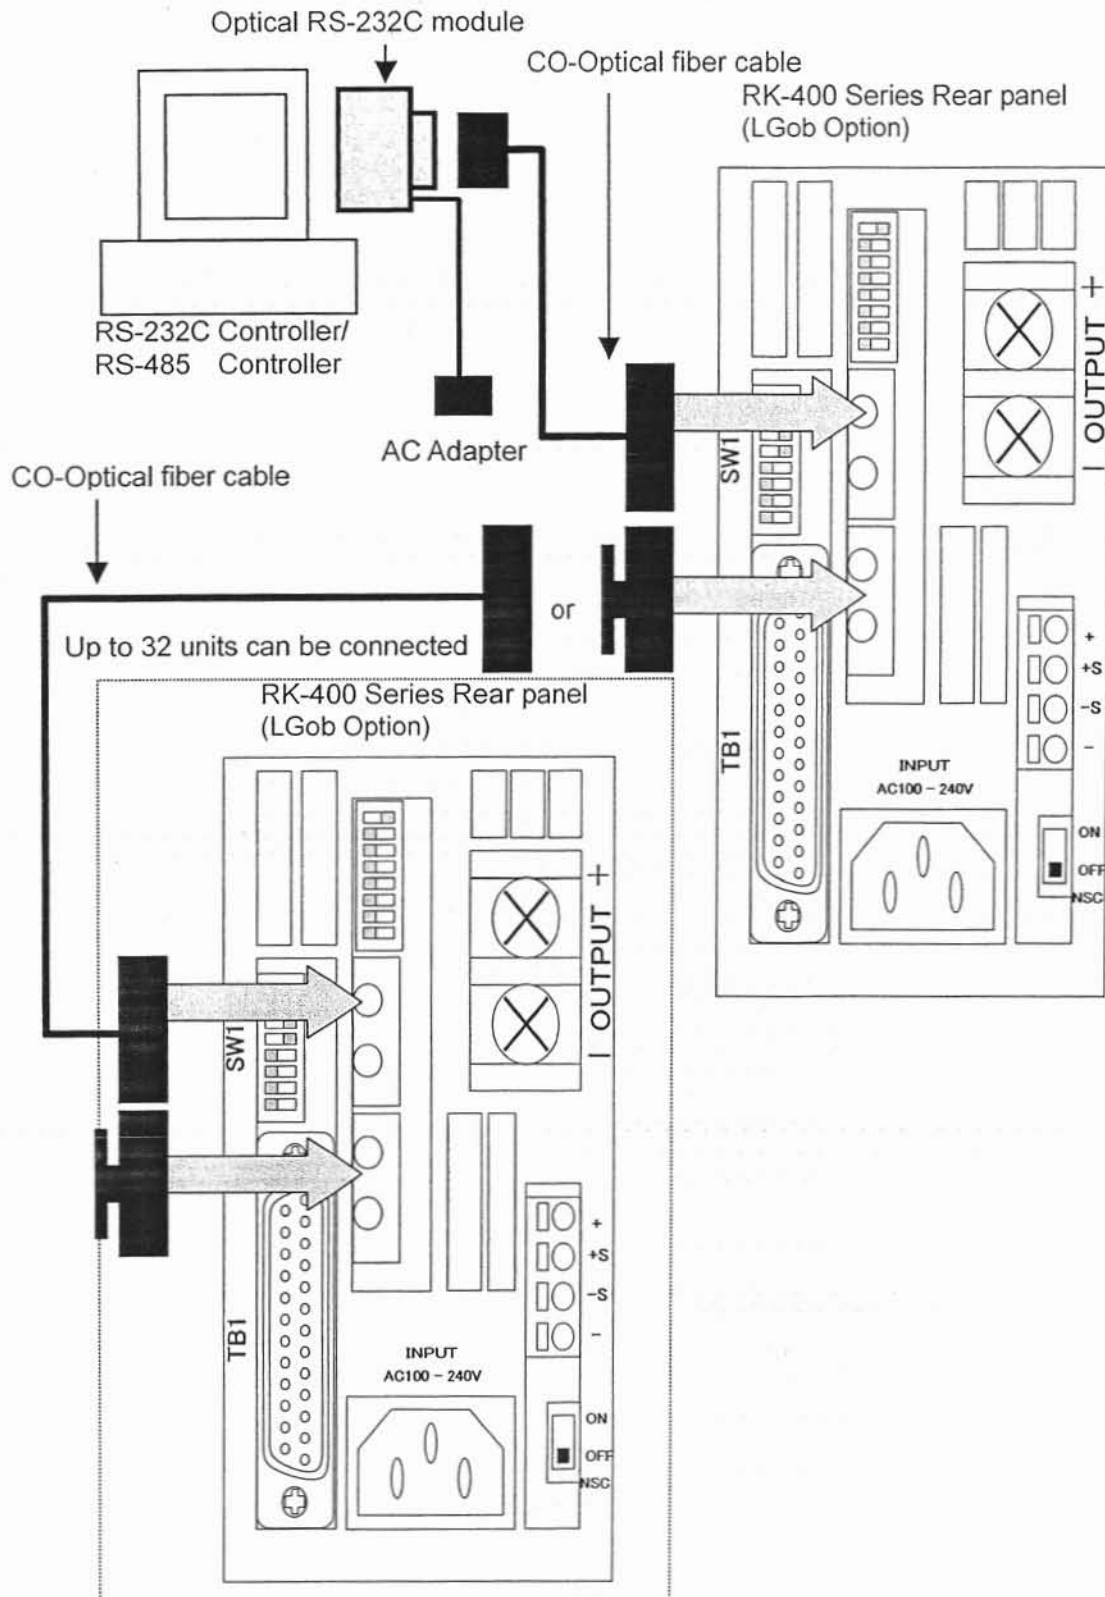 Optical RS-232C module
CO-Optical fiber cable
RK-400 Series Rear panel
(LGob Option)
RS-232C Controller/
RS-485 Controller
AC Adapter
CO-Optical fiber cable
or
Up to 32 units can be connected
SW1
TB1
- OUTPUT +
+
+S
-S
-
INPUT
AC100-240V
ON
OFF
NSC
RK-400 Series Rear panel
(LGob Option)
SW1
TB1
- OUTPUT +
+
+S
-S
-
INPUT
AC100-240V
ON
OFF
NSC